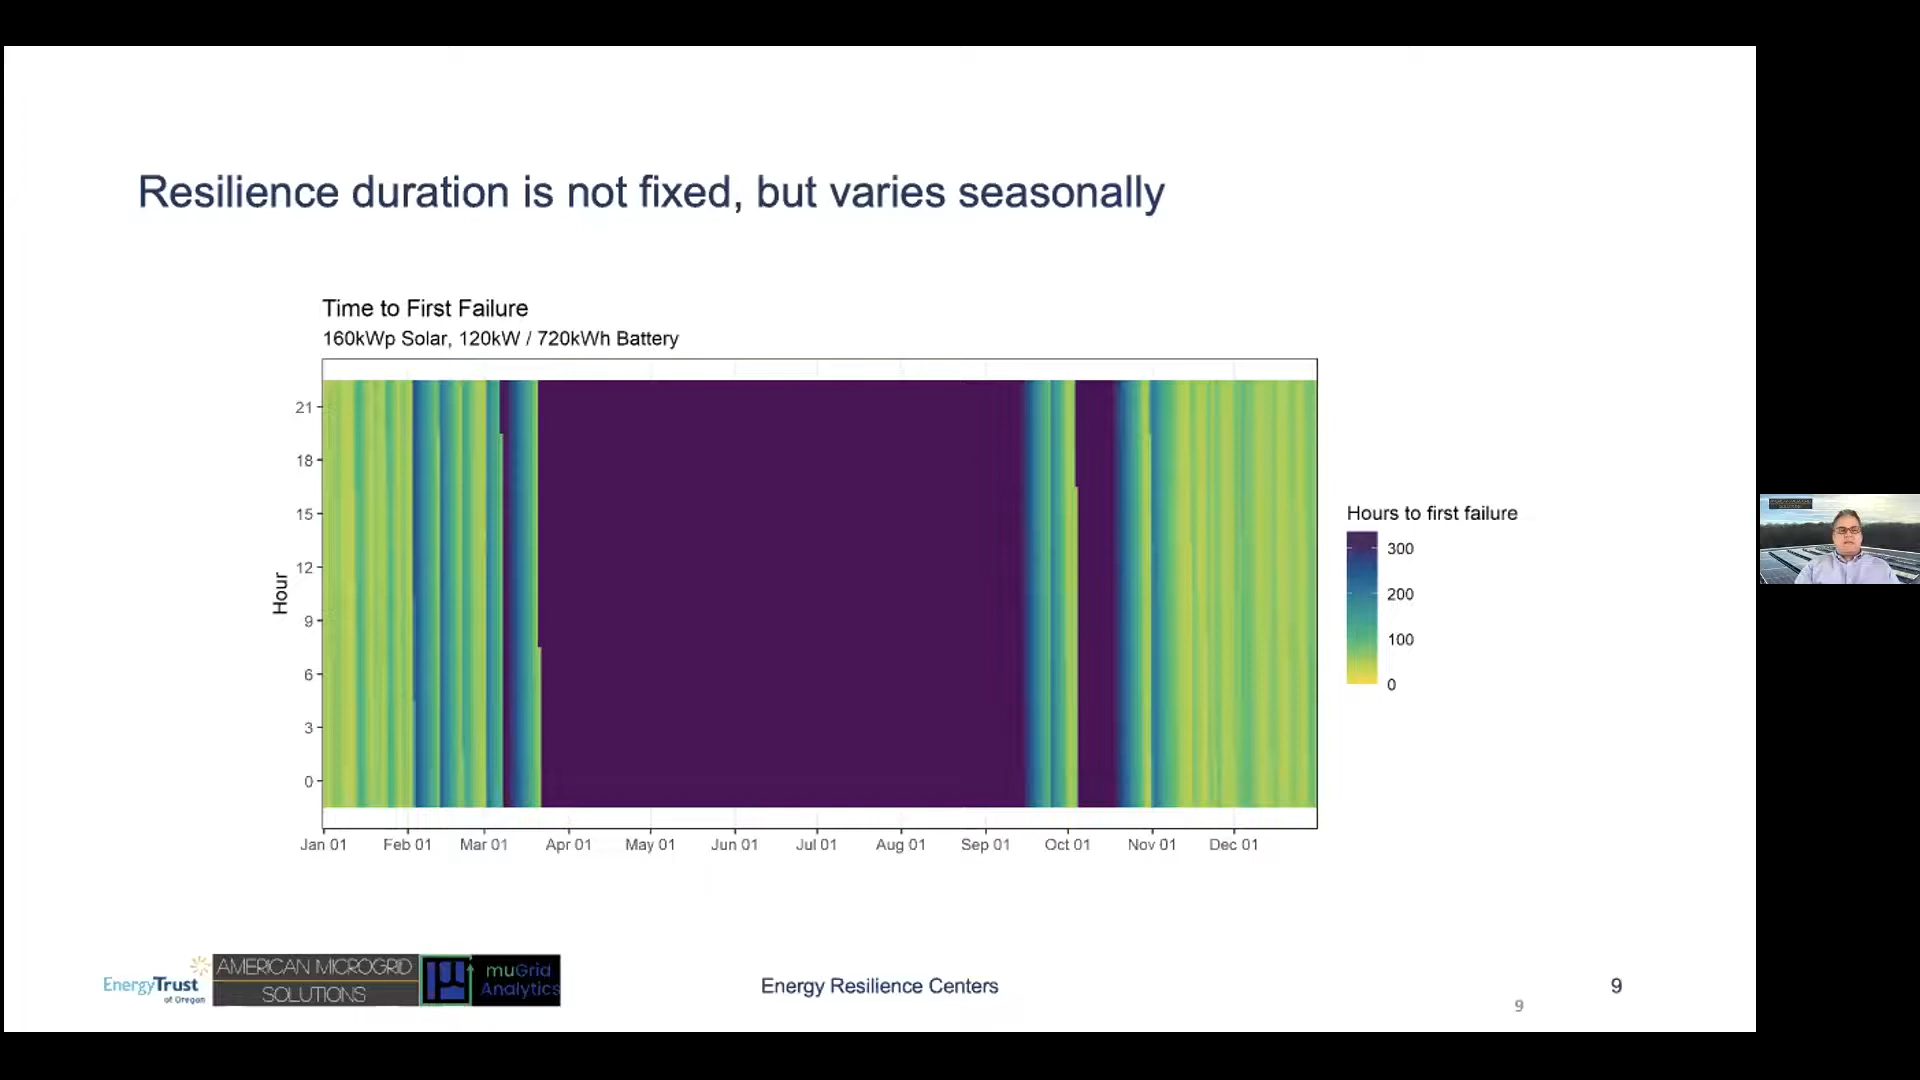 Resilience duration is not fixed, but varies seasonally
Time to First Failure
160kWp Solar, 120kW / 720kWh Battery
Hour
21
18
15
12
9
6
3
0
Jan 01 Feb 01 Mar 01 Apr 01 May 01 Jun 01 Jul 01 Aug 01 Sep 01 Oct 01 Nov 01 Dec 01
Hours to first failure
300
200
100
0
EnergyTrust
of Oregon
AMERICAN MICROGRID
SOLUTIONS
muGrid
Analytics
Energy Resilience Centers
9
9